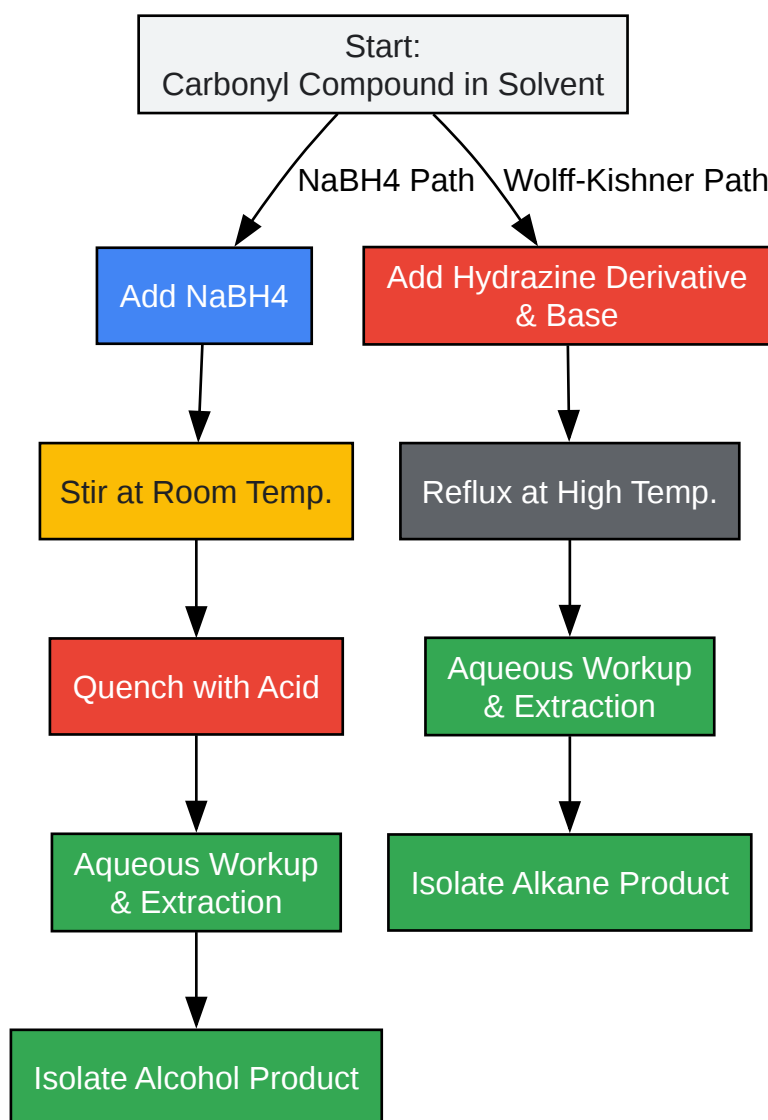 Start:
Carbonyl Compound in Solvent
NaBH4 Path
Wolff-Kishner Path
Add NaBH4
Add Hydrazine Derivative
& Base
Stir at Room Temp.
Reflux at High Temp.
Quench with Acid
Aqueous Workup
& Extraction
Aqueous Workup
& Extraction
Isolate Alkane Product
Isolate Alcohol Product